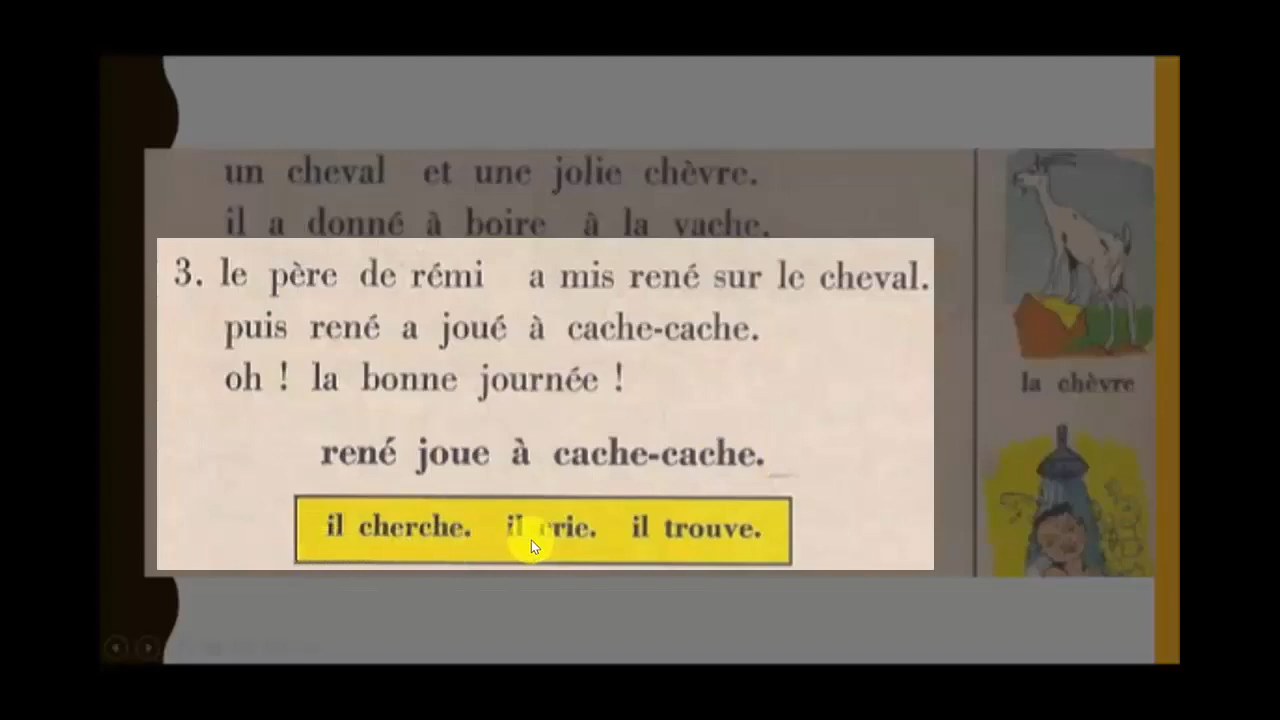 un cheval et une jolie chèvre.
il a donné à boire â la vache.
3. le père de rémi a mis rené sur le cheval.
puis rené a joué à cache-cache.
oh ! la bonne journée !
rené joue à cache-cache.
il cherche. il crie. il trouve.
la chèvre